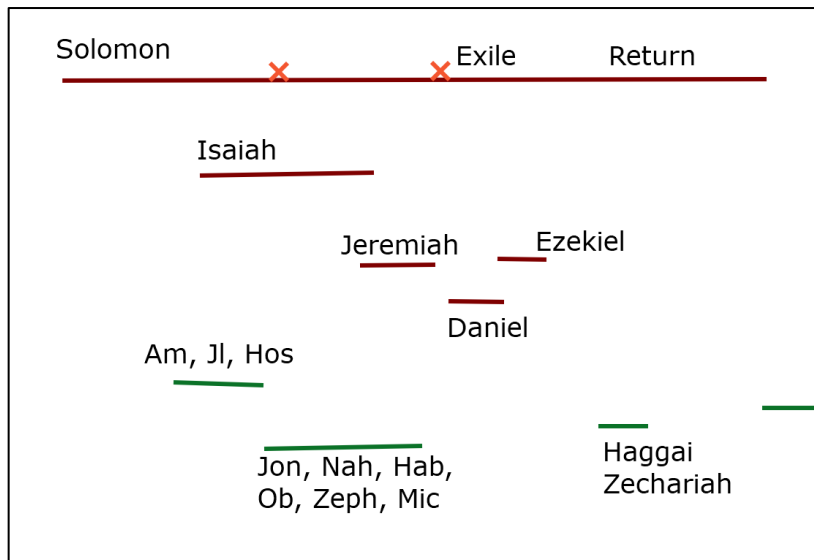 Solomon
Exile
Return
Isaiah
Jeremiah
Ezekiel
Daniel
Am, Jl, Hos
Jon, Nah, Hab,
Ob, Zeph, Mic
Haggai
Zechariah